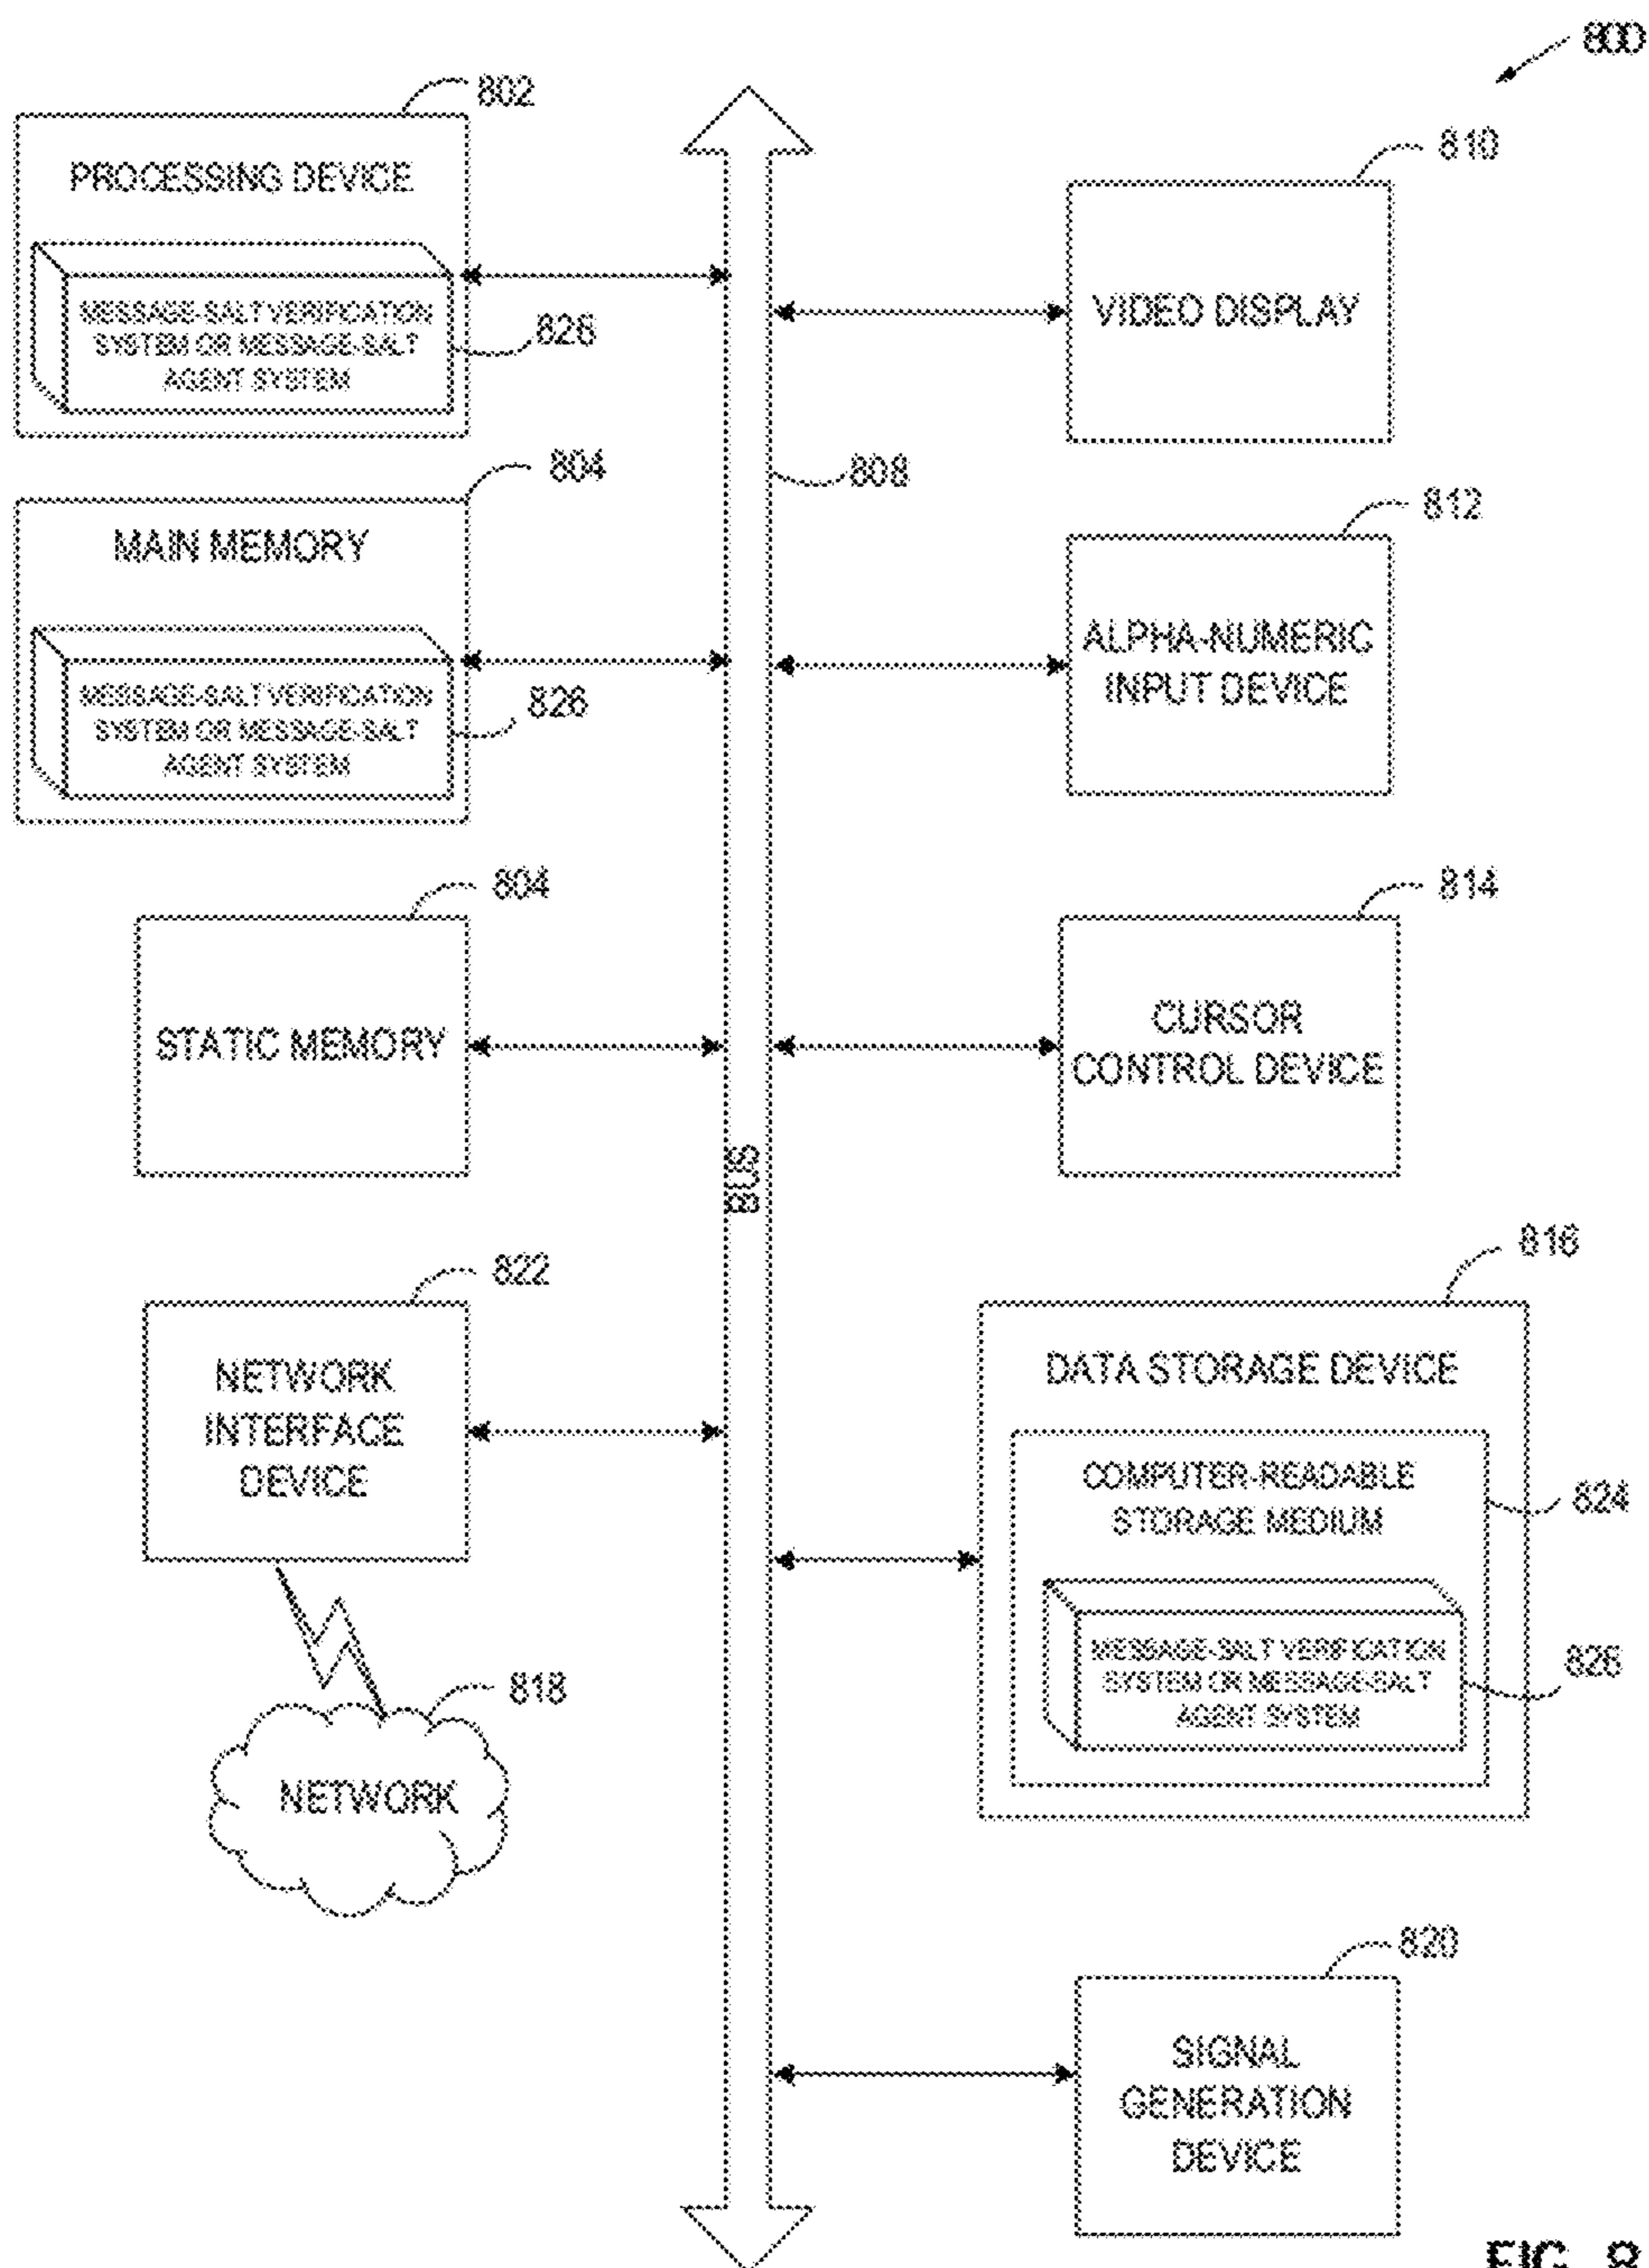 800
802
PROCESSING DEVICE
MESSAGE-SALT VERIFICATION
SYSTEM OR MESSAGE-SALT
AGENT SYSTEM
826
804
MAIN MEMORY
MESSAGE-SALT VERIFICATION
SYSTEM OR MESSAGE-SALT
AGENT SYSTEM
826
804
STATIC MEMORY
822
NETWORK
INTERFACE
DEVICE
818
NETWORK
808
BUS
810
VIDEO DISPLAY
812
ALPHA-NUMERIC
INPUT DEVICE
814
CURSOR
CONTROL DEVICE
816
DATA STORAGE DEVICE
COMPUTER-READABLE
STORAGE MEDIUM
824
MESSAGE-SALT VERIFICATION
SYSTEM OR MESSAGE-SALT
AGENT SYSTEM
826
820
SIGNAL
GENERATION
DEVICE
FIG. 8